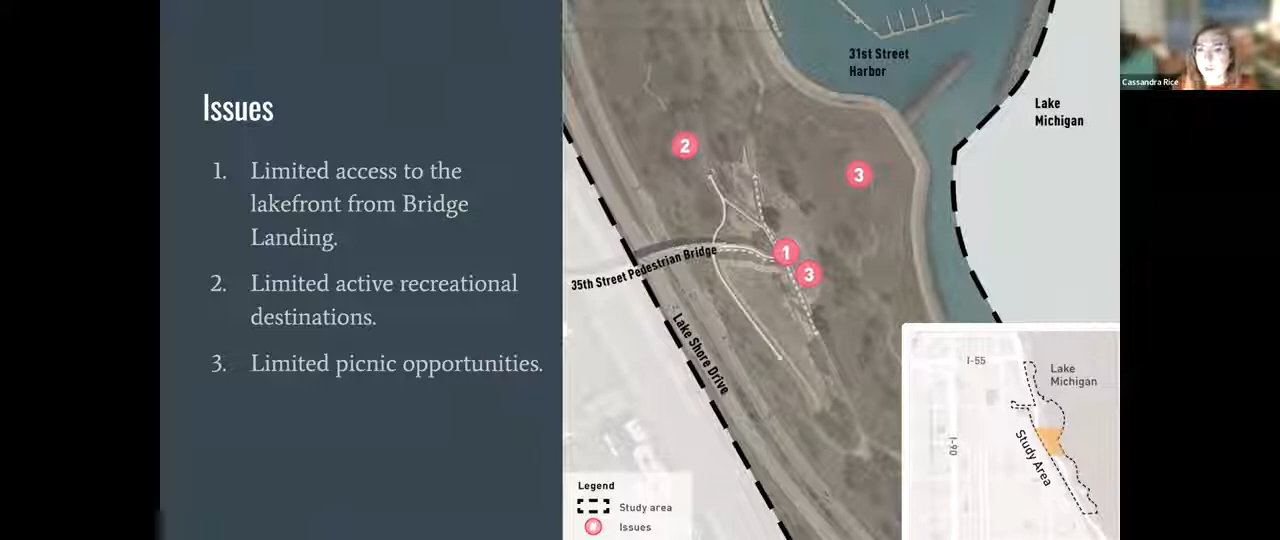 Issues
1. Limited access to the
lakefront from Bridge
Landing.
2. Limited active recreational
destinations.
3. Limited picnic opportunities.
31st Street
Harbor
Lake
Michigan
2
3
1
3
35th Street Pedestrian Bridge
Lake Shore Drive
Legend
Study area
# Issues
I-55
Lake
Michigan
I-90
Study Area
Cassandra Rice